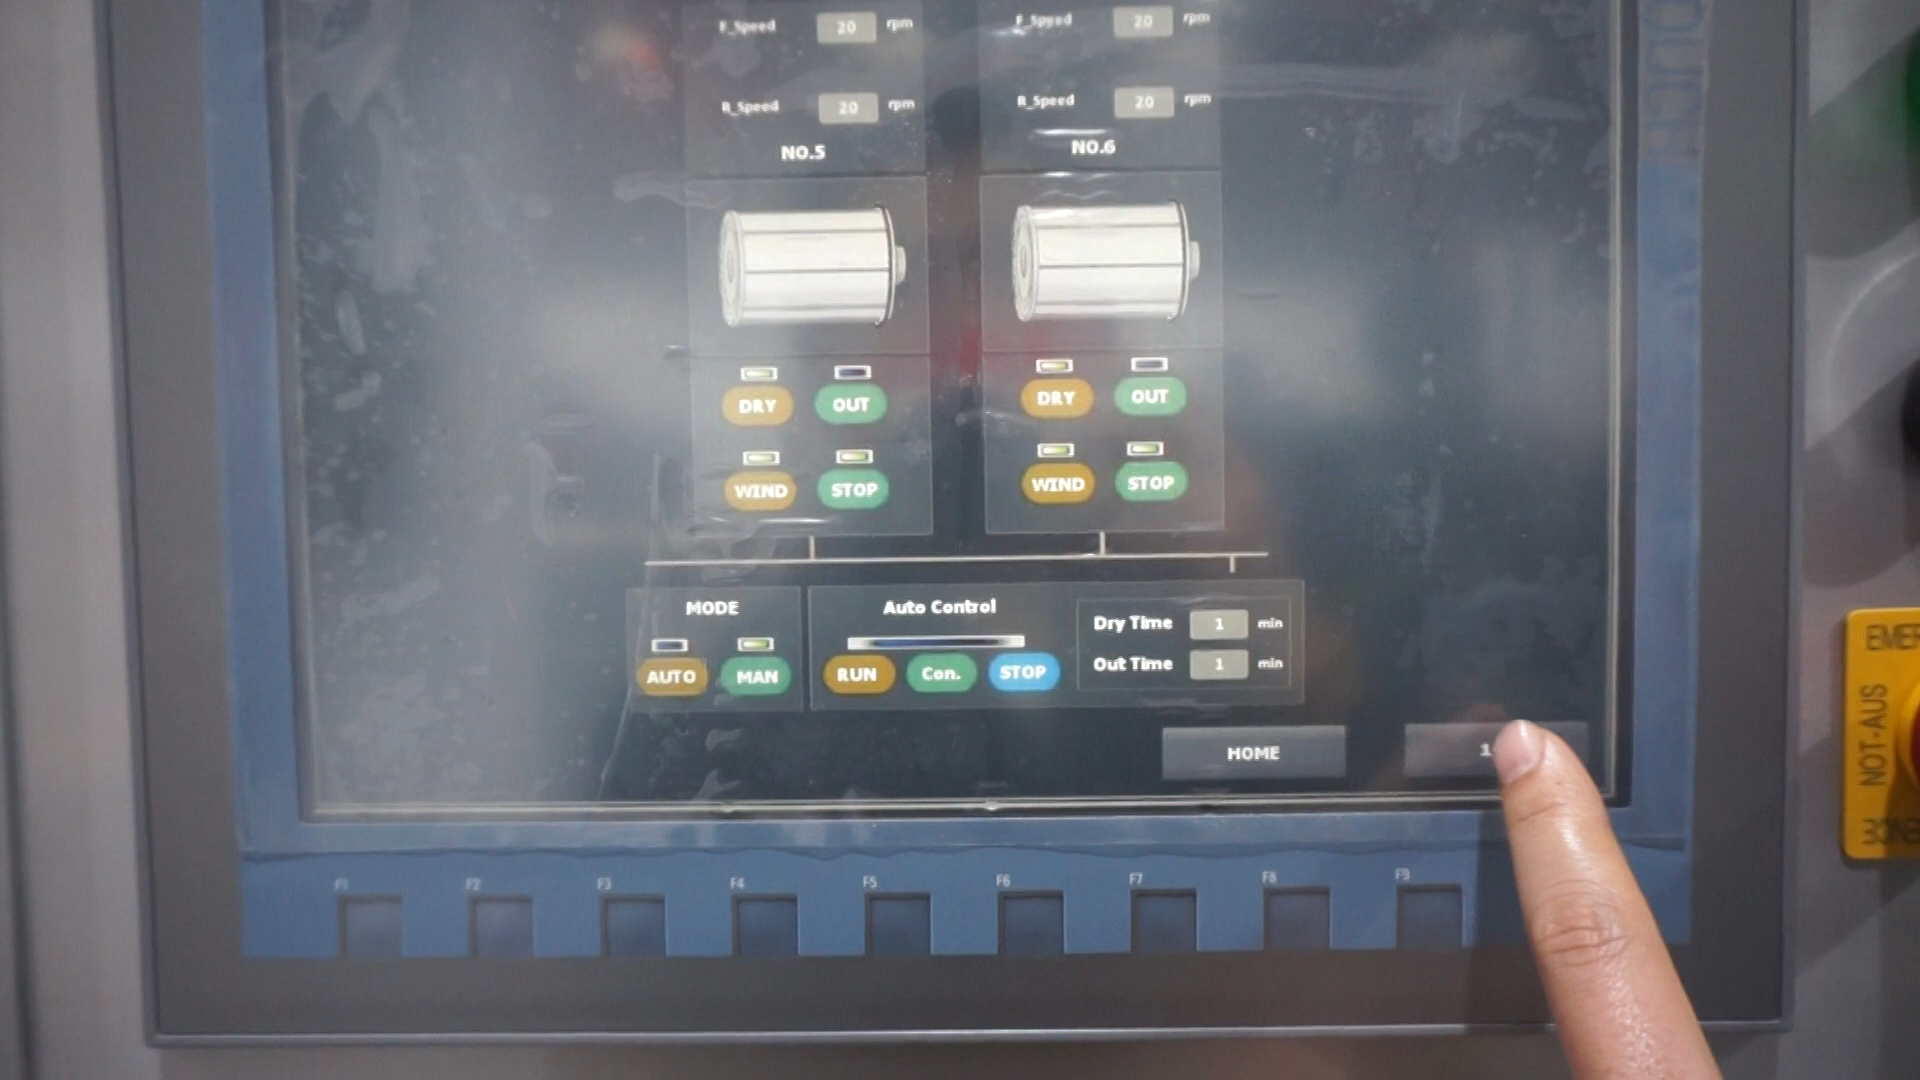 F_Speed 20 rpm
F_Speed 20 rpm
R_Speed 20 rpm
R_Speed 20 rpm
NO.5
NO.6
DRY OUT
DRY OUT
WIND STOP
WIND STOP
MODE
Auto Control
Dry Time 1 min
Out Time 1 min
AUTO MAN
RUN Con. STOP
HOME
F1 F2 F3 F4 F5 F6 F7 F8 F9
NOT-AUS